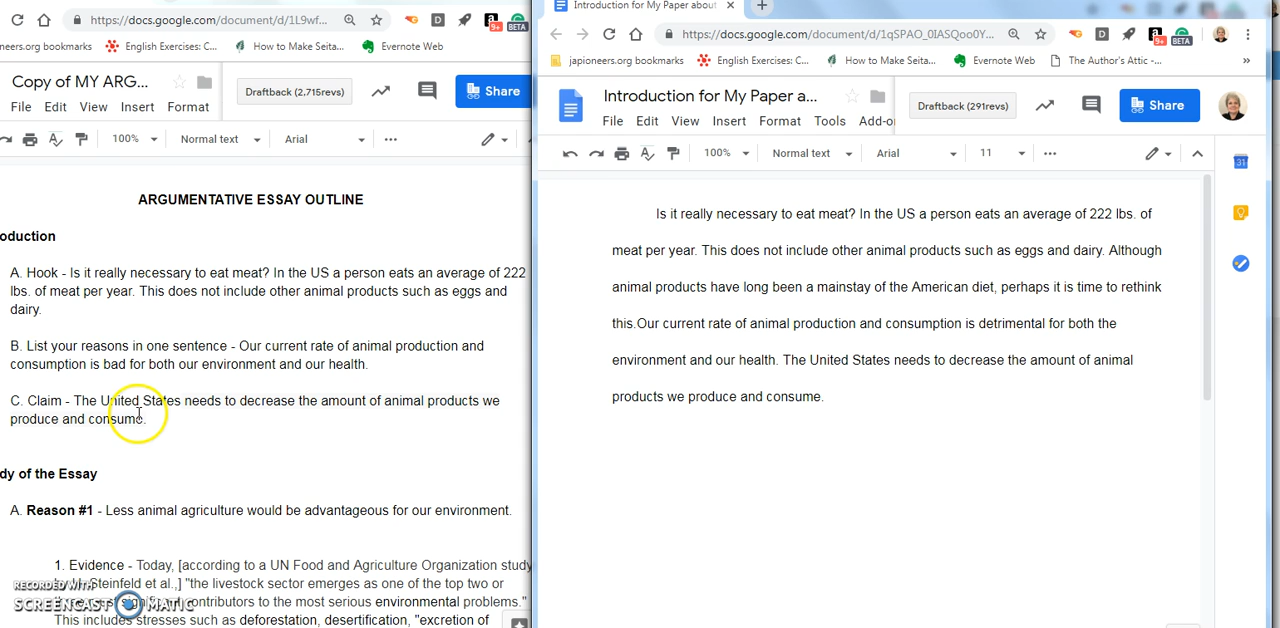 https://docs.google.com/document/d/1L9wf...
9+
BETA
neers.org bookmarks
English Exercises: C...
How to Make Seita...
Evernote Web
Copy of MY ARG...
Draftback (2,715revs)
Share
File Edit View Insert Format
100%
Normal text
Arial
ARGUMENTATIVE ESSAY OUTLINE
oduction
A. Hook - Is it really necessary to eat meat? In the US a person eats an average of 222
lbs. of meat per year. This does not include other animal products such as eggs and
dairy.
B. List your reasons in one sentence - Our current rate of animal production and
consumption is bad for both our environment and our health.
C. Claim - The United States needs to decrease the amount of animal products we
produce and consume.
dy of the Essay
A. Reason #1 - Less animal agriculture would be advantageous for our environment.
1. Evidence - Today, [according to a UN Food and Agriculture Organization study
Steinfeld et al.,] "the livestock sector emerges as one of the top two or
contributors to the most serious environmental problems."
This includes stresses such as deforestation, desertification, "excretion of
RECORDED WITH
SCREENCAST MATIC
Introduction for My Paper about
https://docs.google.com/document/d/1qSPAO_0IASQoo0Y...
D
9+
BETA
japioneers.org bookmarks
English Exercises: C...
How to Make Seita...
Evernote Web
The Author's Attic -...
Introduction for My Paper a...
Draftback (291revs)
Share
File Edit View Insert Format Tools Add-o
100%
Normal text
Arial
11
31
Is it really necessary to eat meat? In the US a person eats an average of 222 lbs. of
meat per year. This does not include other animal products such as eggs and dairy. Although
animal products have long been a mainstay of the American diet, perhaps it is time to rethink
this.Our current rate of animal production and consumption is detrimental for both the
environment and our health. The United States needs to decrease the amount of animal
products we produce and consume.